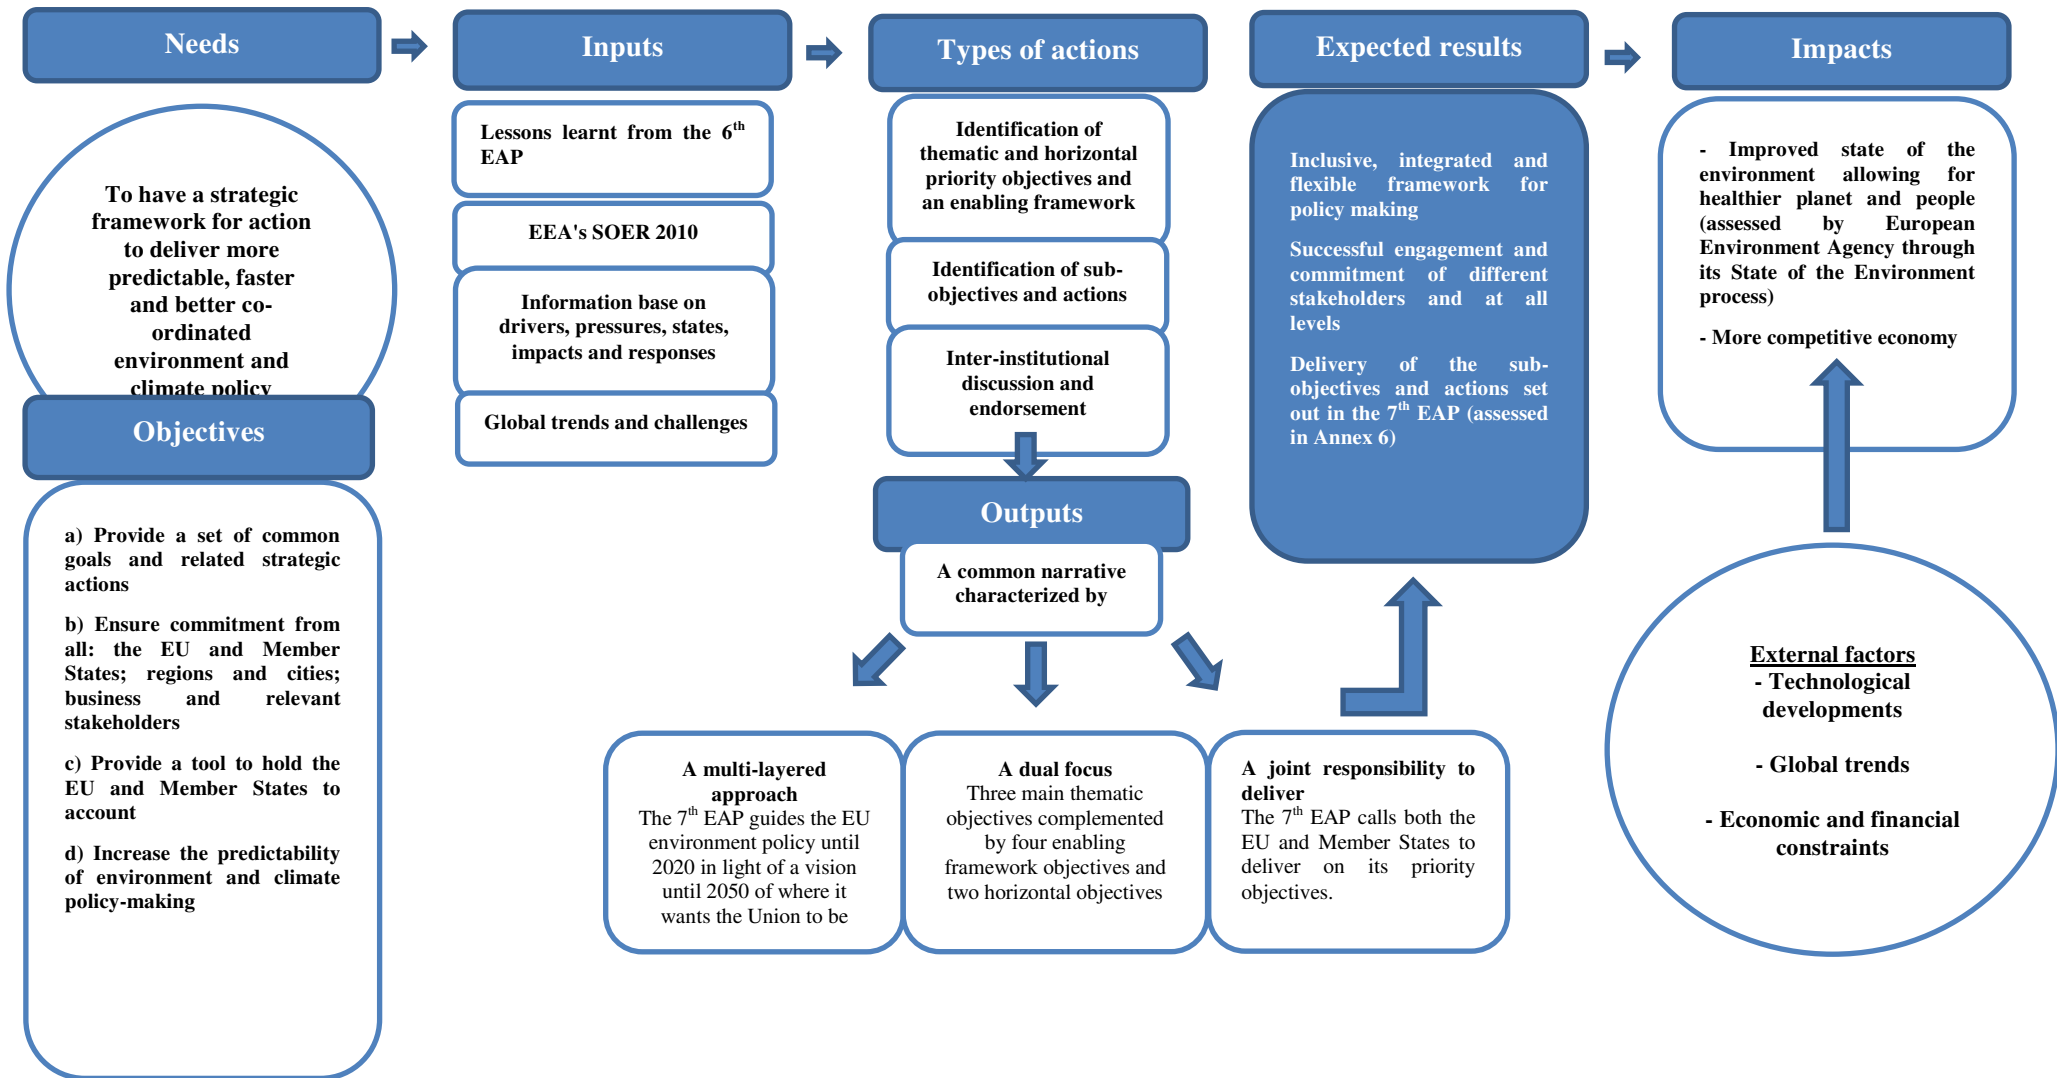 Needs
To have a strategic
framework for action
to deliver more
predictable, faster
and better co-
ordinated
environment and
climate policy
Objectives
a) Provide a set of common
goals and related strategic
actions
b) Ensure commitment from
all: the EU and Member
States; regions and cities;
business and relevant
stakeholders
c) Provide a tool to hold the
EU and Member States to
account
d) Increase the predictability
of environment and climate
policy-making
Inputs
Lessons learnt from the 6th
EAP
EEA's SOER 2010
Information base on
drivers, pressures, states,
impacts and responses
Global trends and challenges
Types of actions
Identification of
thematic and horizontal
priority objectives and
an enabling framework
Identification of sub-
objectives and actions
Inter-institutional
discussion and
endorsement
Outputs
A common narrative
characterized by
A multi-layered
approach
The 7th EAP guides the EU
environment policy until
2020 in light of a vision
until 2050 of where it
wants the Union to be
A dual focus
Three main thematic
objectives complemented
by four enabling
framework objectives and
two horizontal objectives
A joint responsibility to
deliver
The 7th EAP calls both the
EU and Member States to
deliver on its priority
objectives.
Expected results
Inclusive, integrated and
flexible framework for
policy making
Successful engagement and
commitment of different
stakeholders and at all
levels
Delivery of the sub-
objectives and actions set
out in the 7th EAP (assessed
in Annex 6)
Impacts
- Improved state of the
environment allowing for
healthier planet and people
(assessed by European
Environment Agency through
its State of the Environment
process)
- More competitive economy
External factors
- Technological
developments
- Global trends
- Economic and financial
constraints